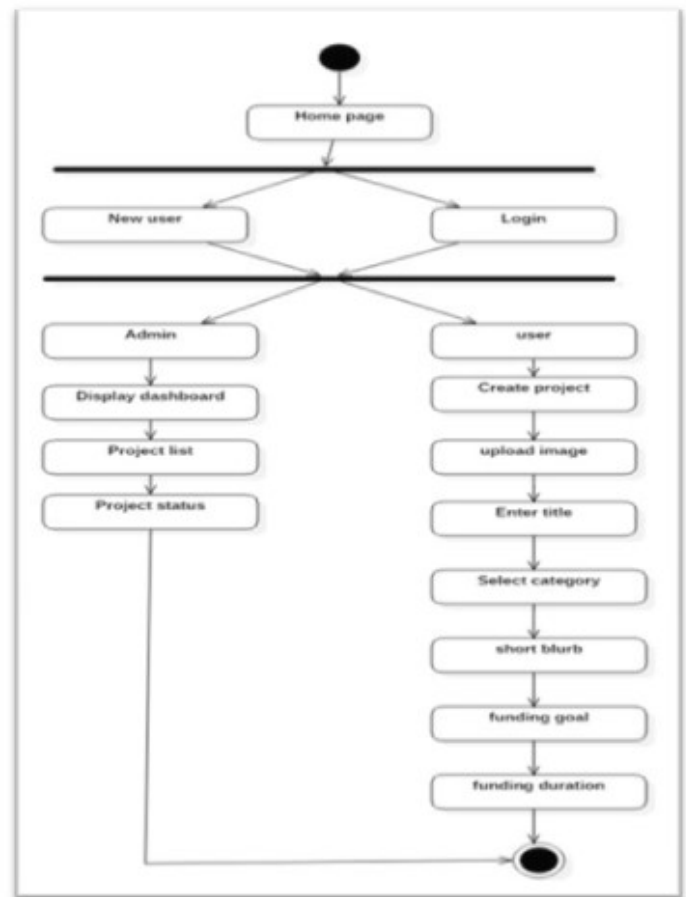 Home page
New user
Login
Admin
Display dashboard
Project list
Project status
user
Create project
upload image
Enter title
Select category
short blurb
funding goal
funding duration